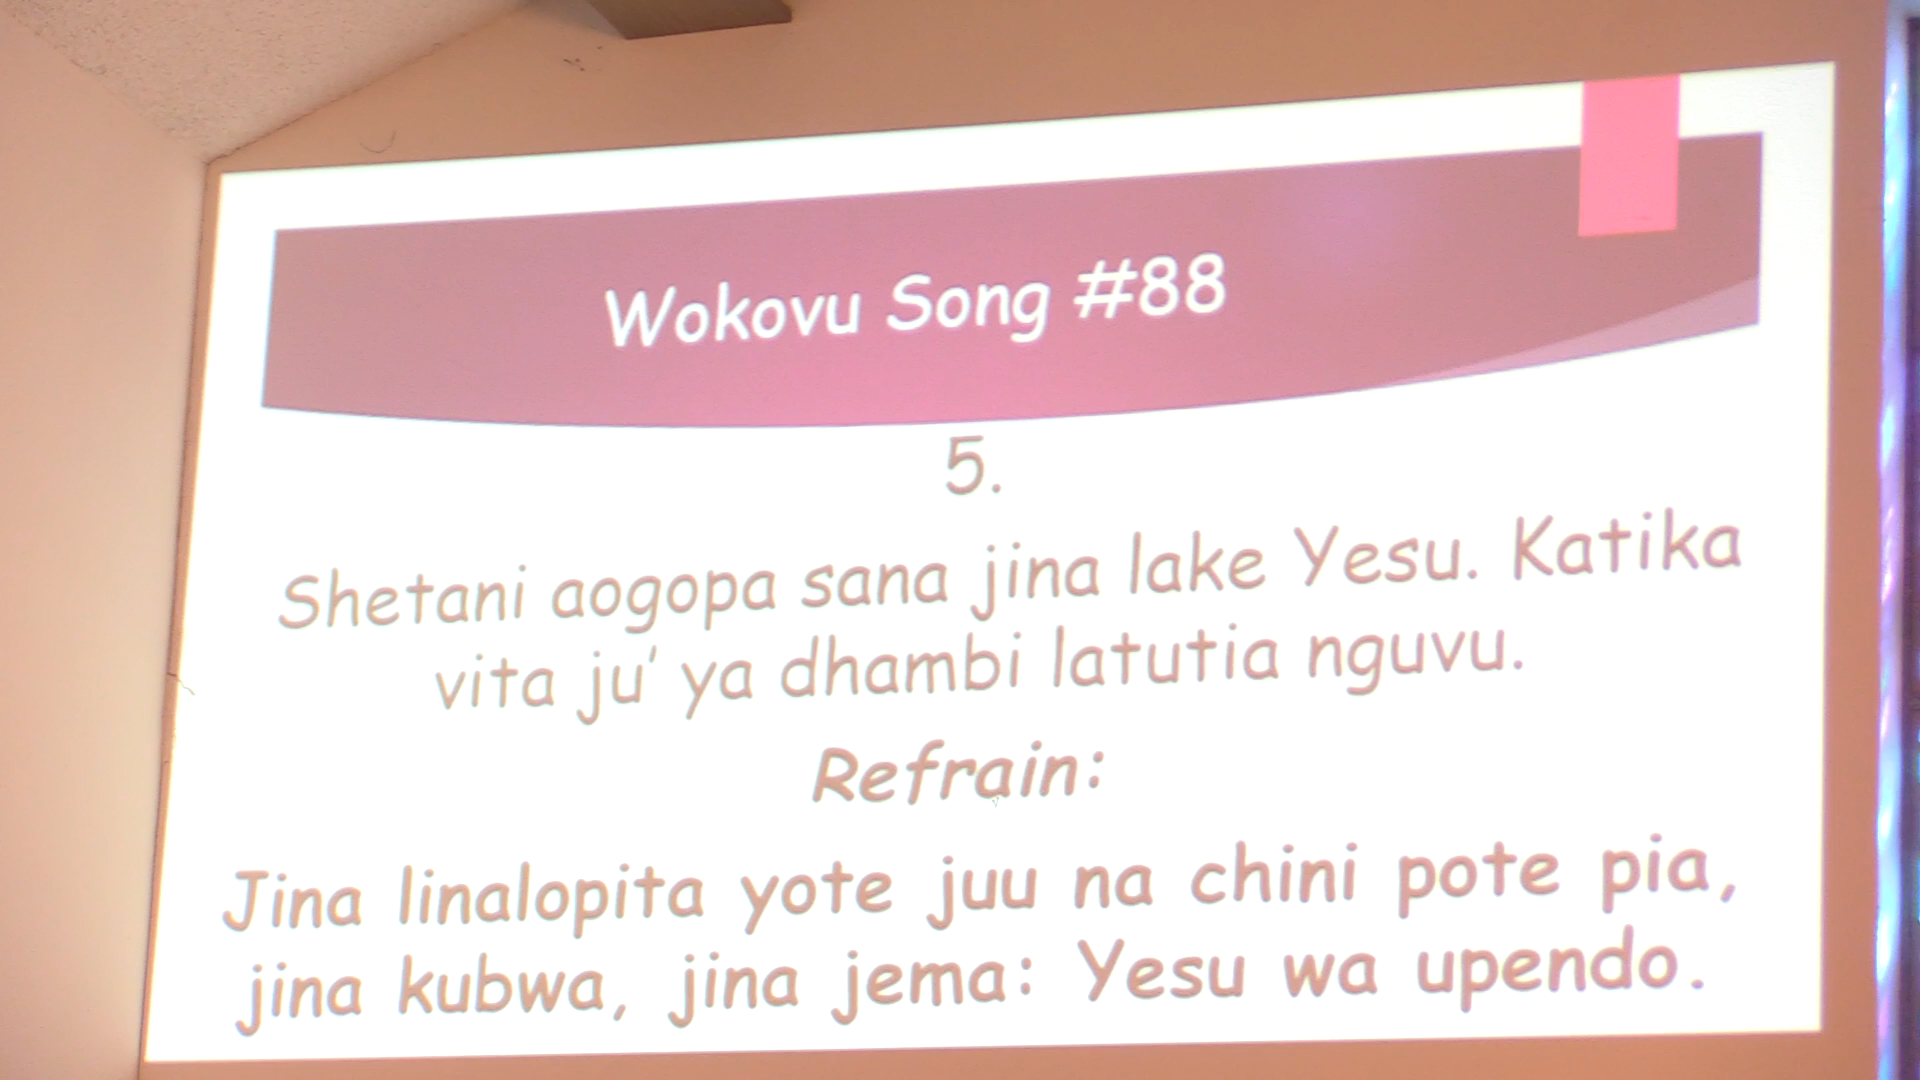 Wokovu Song #88
5.
Shetani aogopa sana jina lake Yesu. Katika
vita ju' ya dhambi latutia nguvu.
Refrain:
Jina linalopita yote juu na chini pote pia,
jina kubwa, jina jema: Yesu wa upendo.